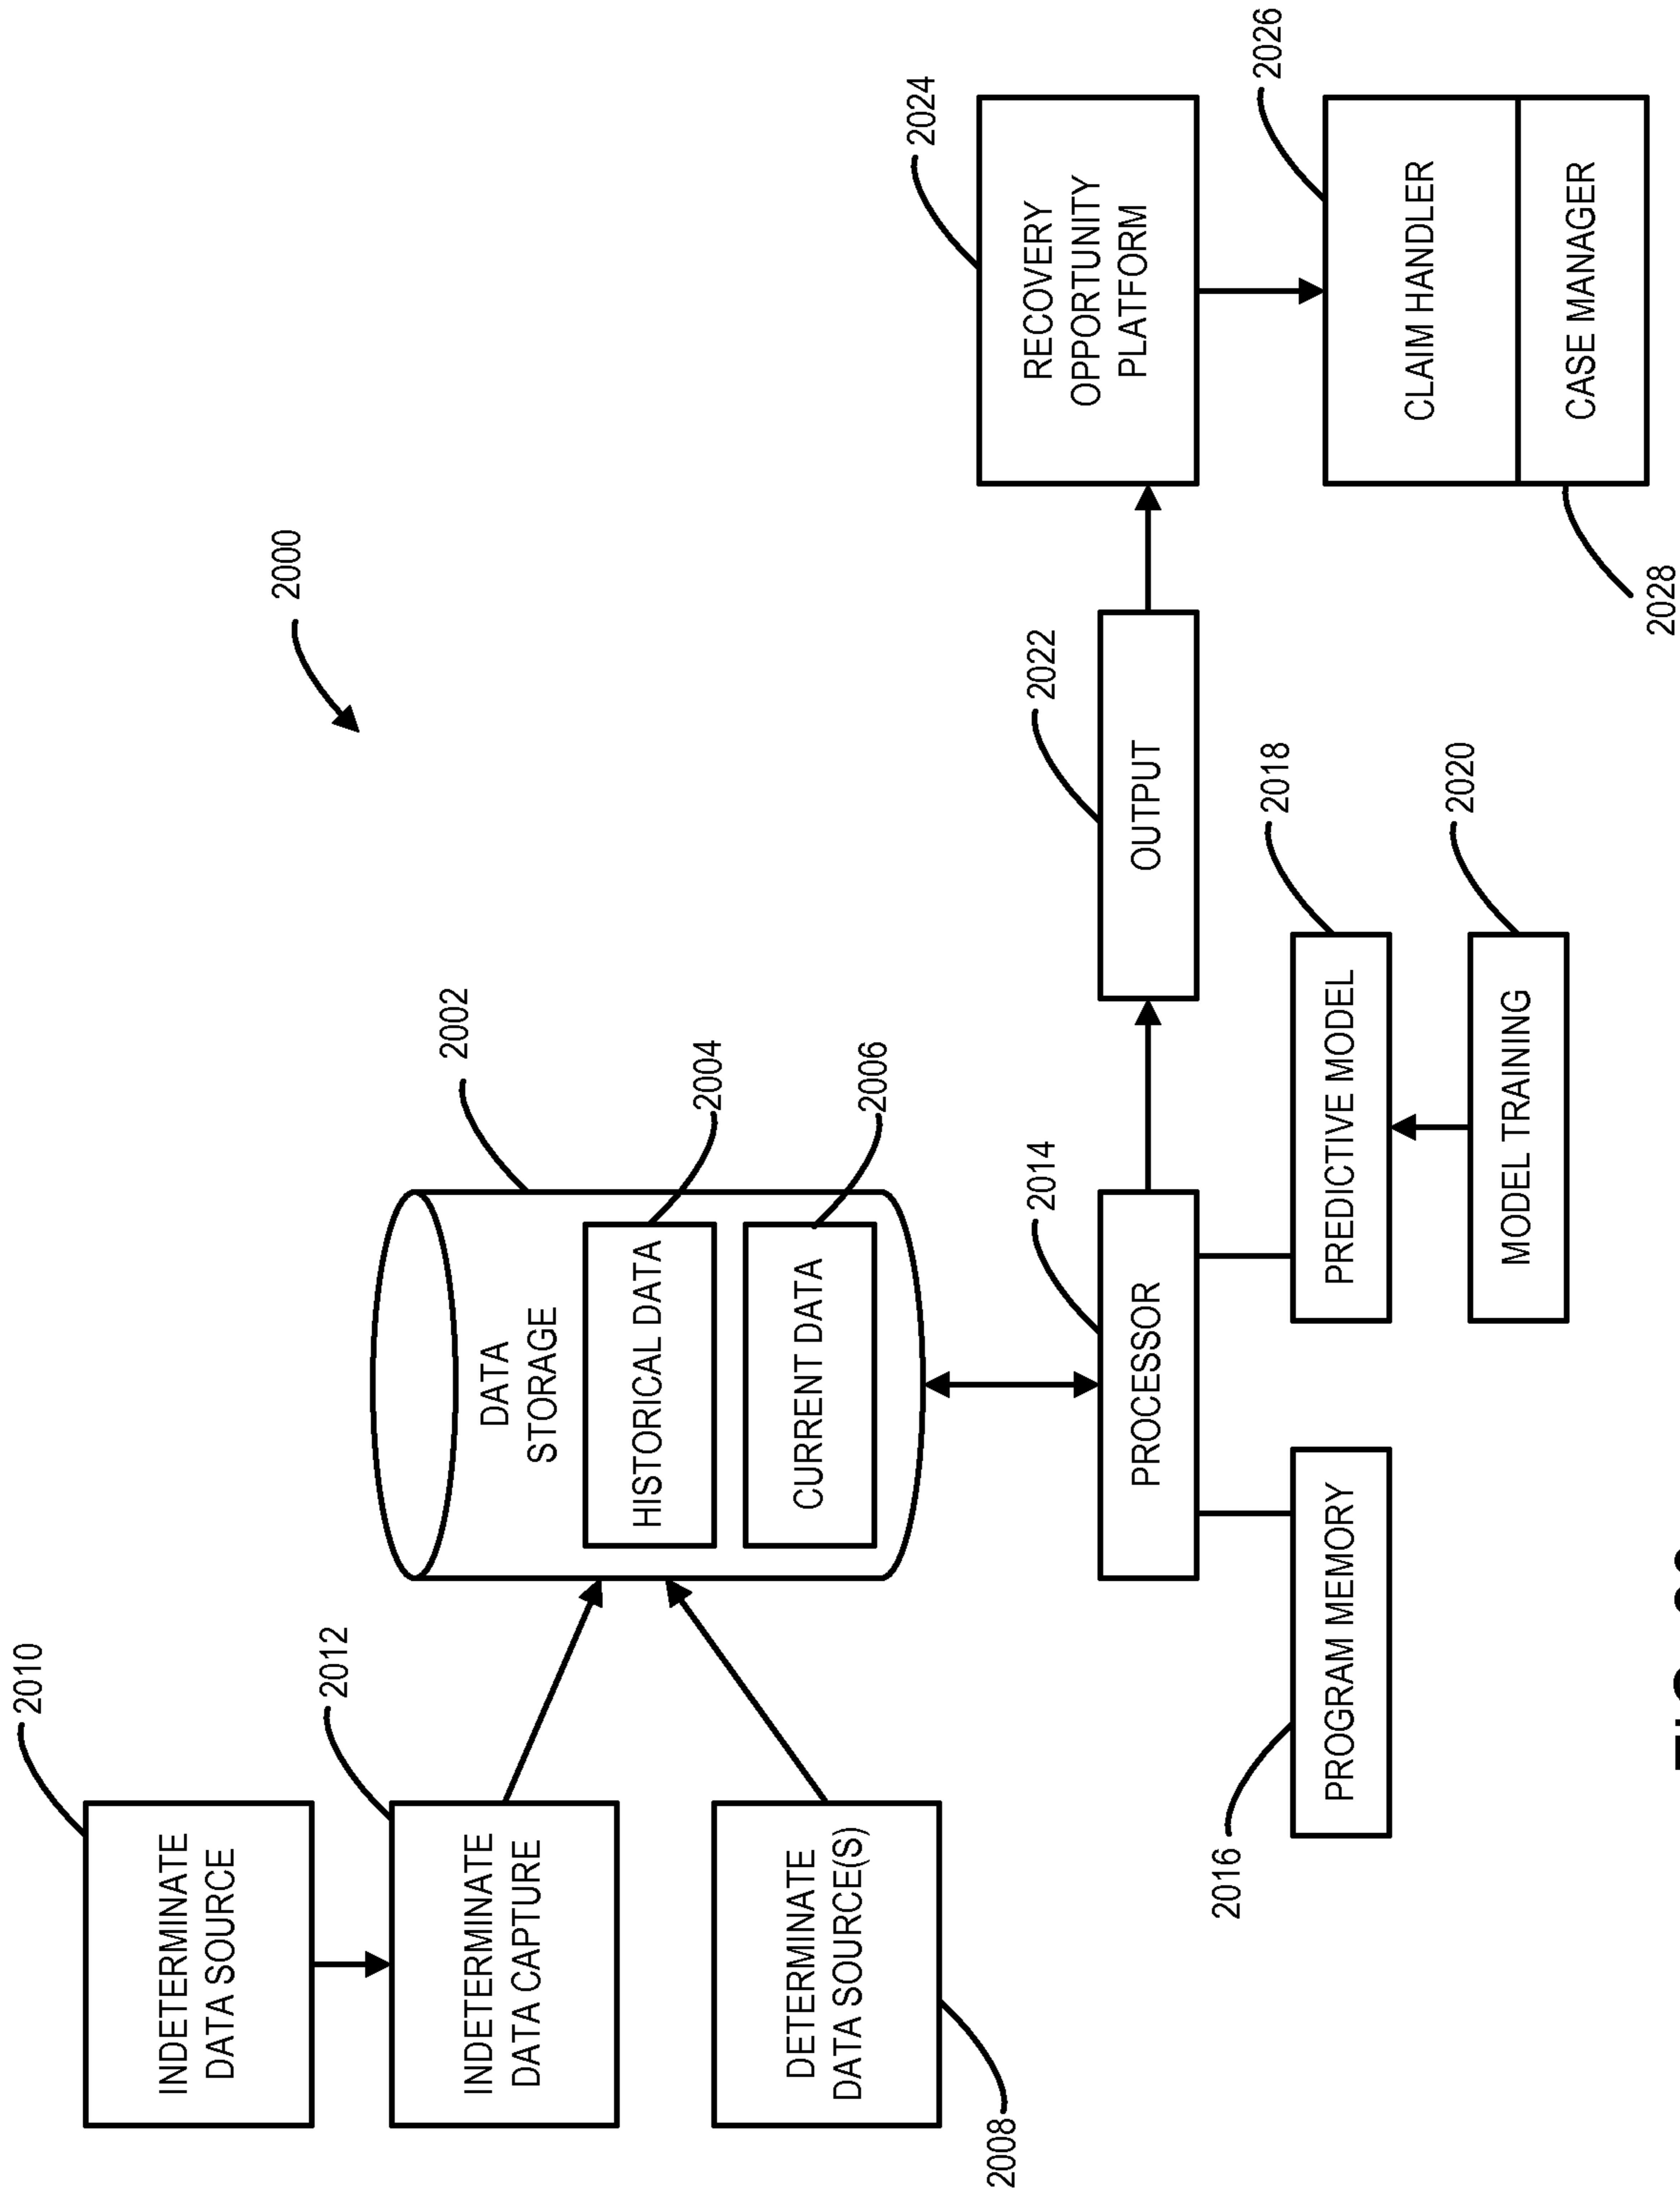 2010
INDETERMINATE
DATA SOURCE
2000
2012
INDETERMINATE
DATA CAPTURE
2002
DATA
STORAGE
HISTORICAL DATA
2004
CURRENT DATA
2006
DETERMINATE
DATA SOURCE(S)
2008
2014
PROCESSOR
2022
OUTPUT
2024
RECOVERY
OPPORTUNITY
PLATFORM
2016
PROGRAM MEMORY
2018
PREDICTIVE MODEL
2020
MODEL TRAINING
2026
CLAIM HANDLER
CASE MANAGER
2028